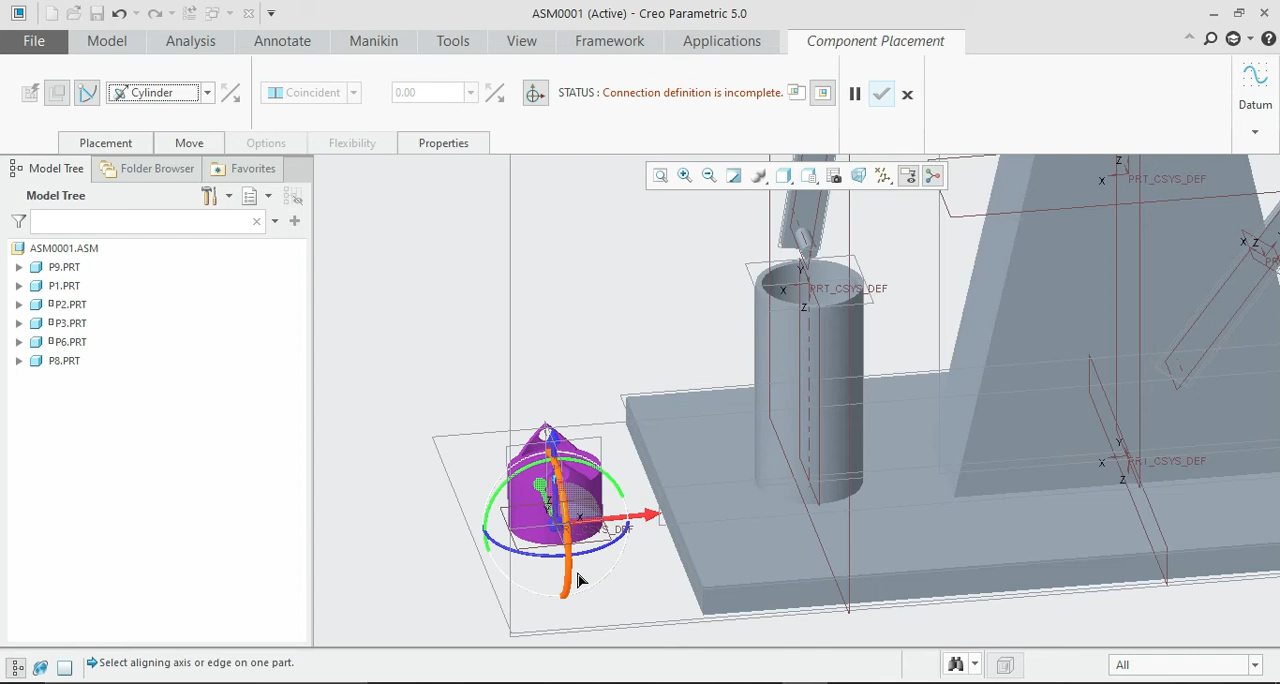 ASM0001 (Active) - Creo Parametric 5.0
File Model Analysis Annotate Manikin Tools View Framework Applications Component Placement
Cylinder Coincident 0.00 STATUS : Connection definition is incomplete.
Datum
Placement Move Options Flexibility Properties
Model Tree Folder Browser Favorites
Model Tree
ASM0001.ASM
P9.PRT
P1.PRT
P2.PRT
P3.PRT
P6.PRT
P8.PRT
Z
X PRT_CSYS_DEF
X Z
Y
X PRT_CSYS_DEF
Z
Y
X PRT_CSYS_DEF
Z
Z
X
Select aligning axis or edge on one part.
All